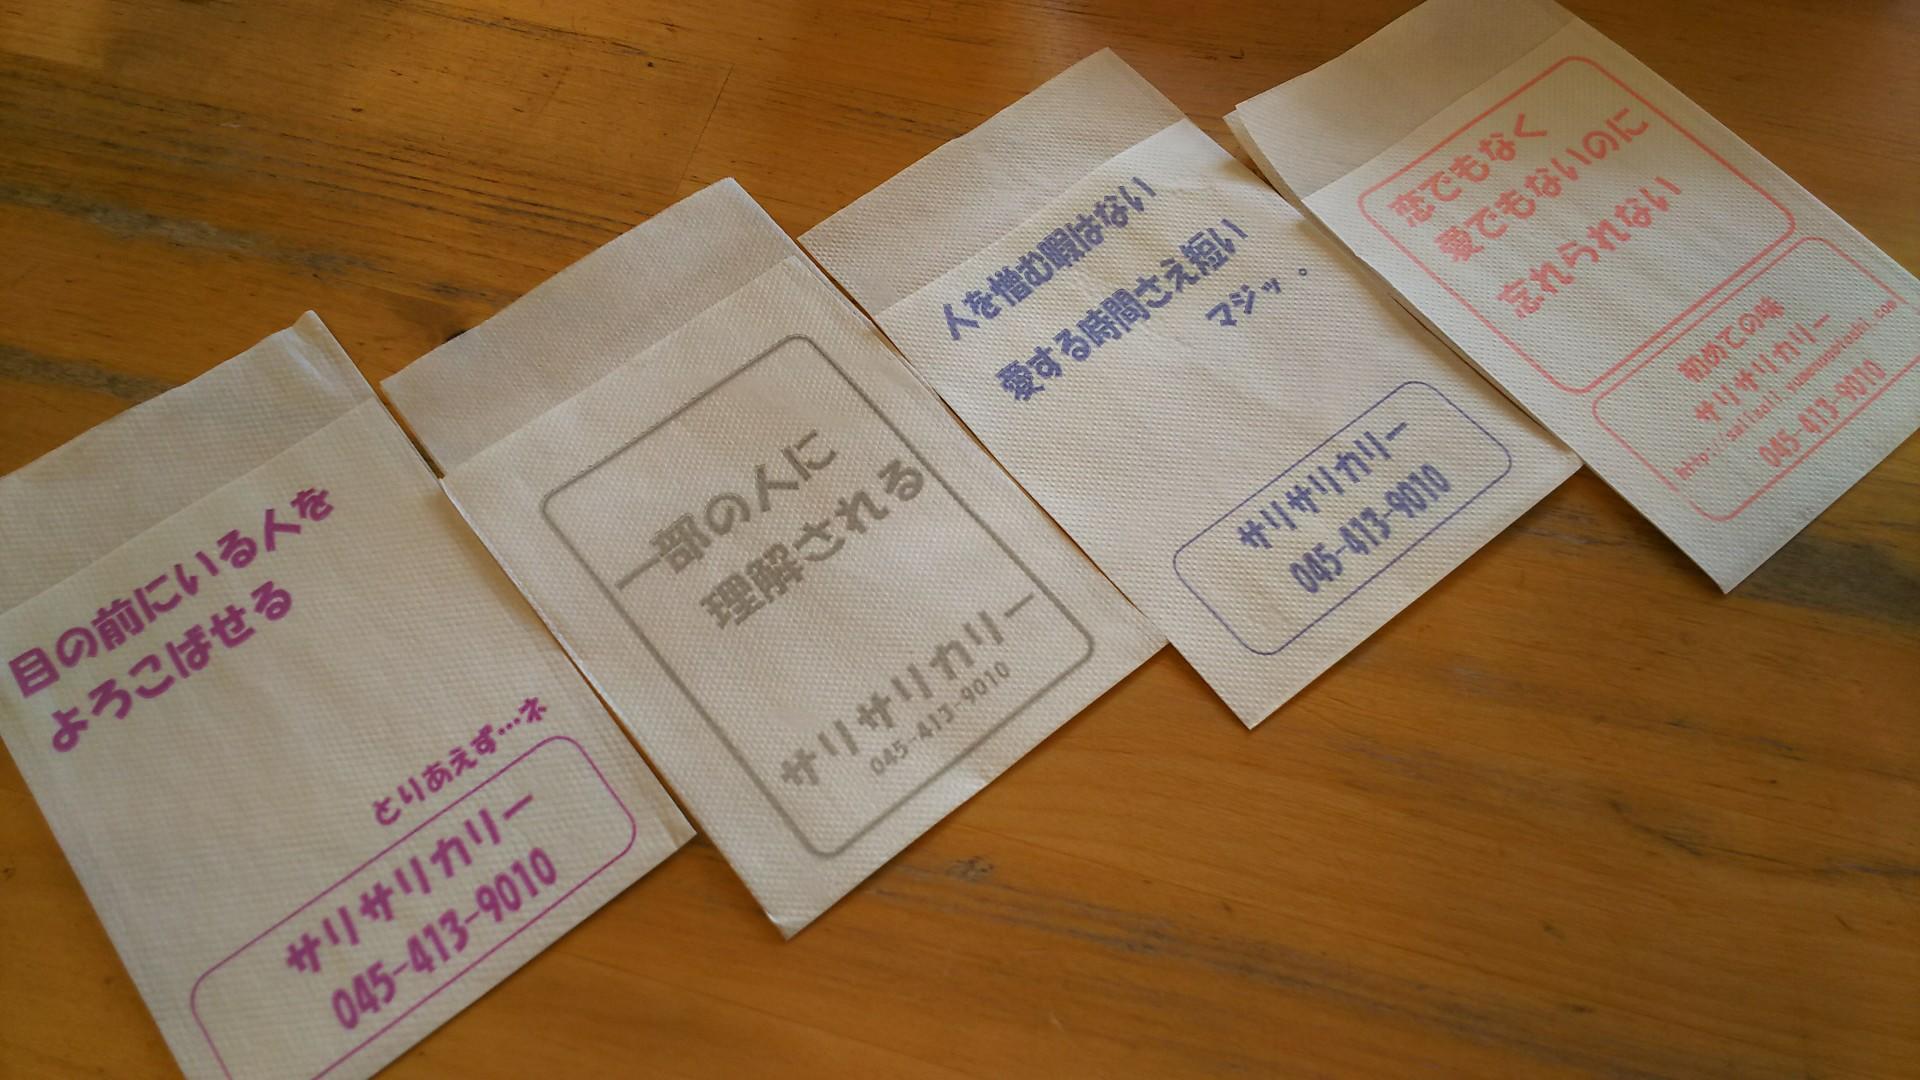 目の前にいる人を
よろこばせる
とりあえず…ネ
サリサリカリー
045-413-9010
一部の人に
理解される
サリサリカリー
045-413-9010
人を憎む暇はない
愛する時間さえ短い
マジッ。
サリサリカリー
045-413-9010
恋でもなく
愛でもないのに
忘れられない
初めての味
サリサリカリー
045-413-9010